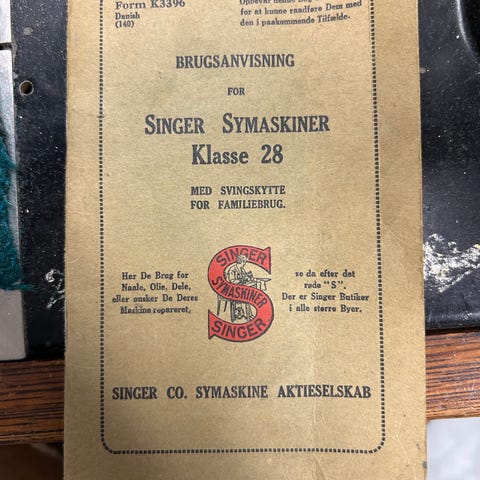 Form K3396
Danish
(140)
Opbevar denne Bog
for at kunne raadføre Dem med
den i paakommende Tilfælde.
BRUGSANVISNING
FOR
SINGER SYMASKINER
Klasse 28
MED SVINGSKYTTE
FOR FAMILIEBRUG.
Har De Brug for
Naale, Olie, Dele,
eller ønsker De Deres
Maskine repareret,
SINGER
SYMASKINER
SINGER
se da efter det
røde "S".
Der er Singer Butiker
i alle større Byer.
SINGER CO. SYMASKINE AKTIESELSKAB